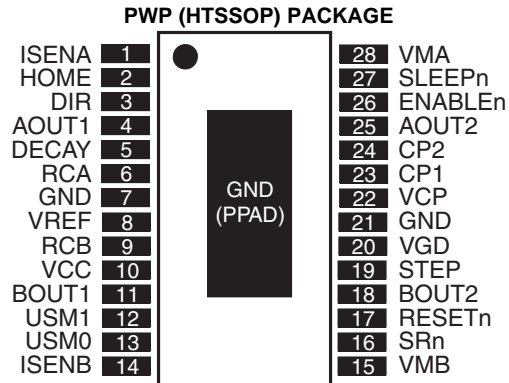 PWP (HTSSOP) PACKAGE
ISENA 1 28 VMA
HOME 2 27 SLEEPn
DIR 3 26 ENABLEn
AOUT1 4 25 AOUT2
DECAY 5 24 CP2
RCA 6 23 CP1
GND 7 22 VCP
GND
(PPAD)
VREF 8 21 GND
RCB 9 20 VGD
VCC 10 19 STEP
BOUT1 11 18 BOUT2
USM1 12 17 RESETn
USM0 13 16 SRn
ISENB 14 15 VMB